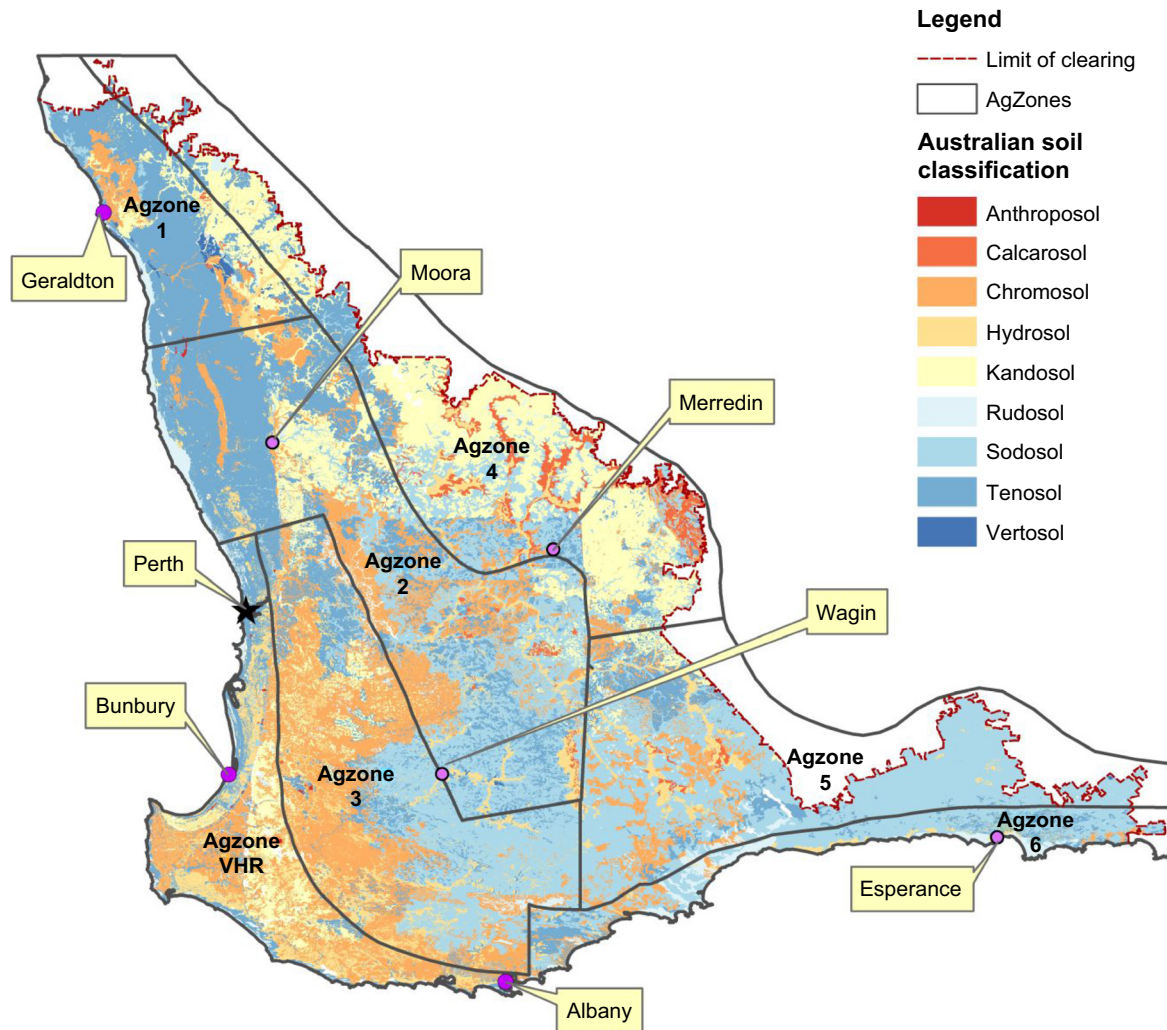 Legend
Limit of clearing
AgZones
Australian soil
classification
Anthroposol
Calcarosol
Chromosol
Hydrosol
Kandosol
Rudosol
Sodosol
Tenosol
Vertosol
Agzone
1
Geraldton
Moora
Merredin
Agzone
4
Perth
Agzone
2
Wagin
Bunbury
Agzone
3
Agzone
5
Agzone
VHR
Agzone
6
Esperance
Albany